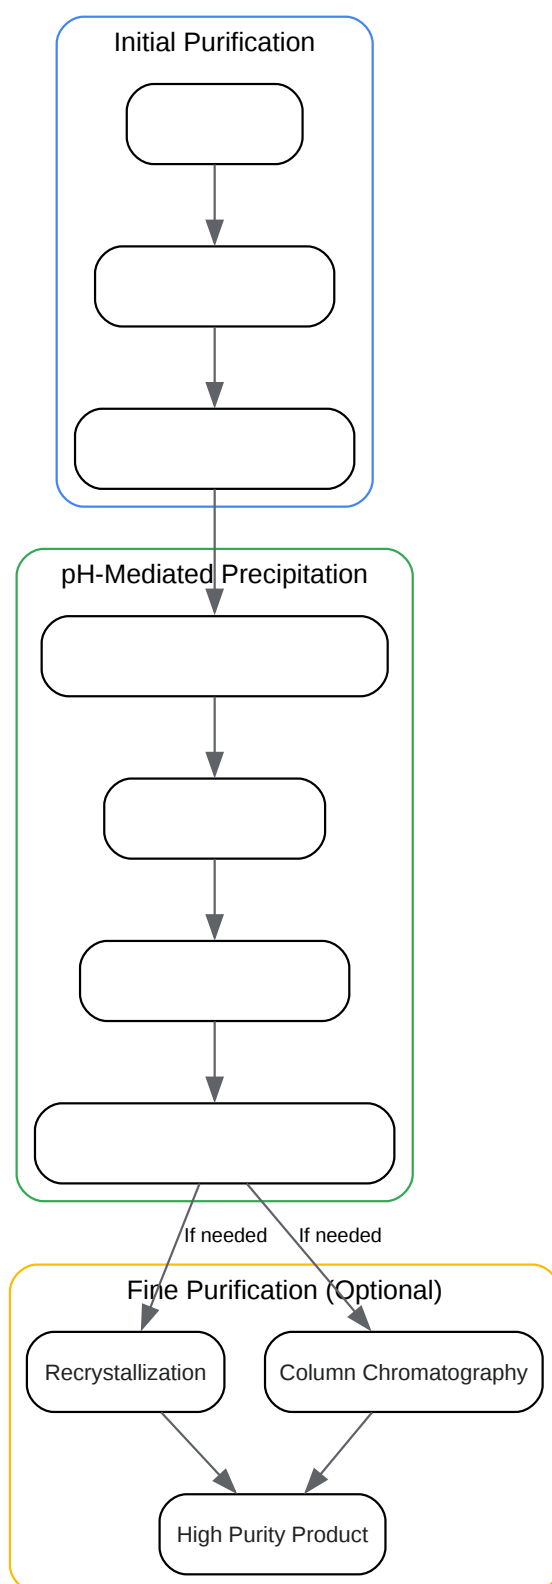 Initial Purification
pH-Mediated Precipitation
If needed
If needed
Fine Purification (Optional)
Recrystallization
Column Chromatography
High Purity Product